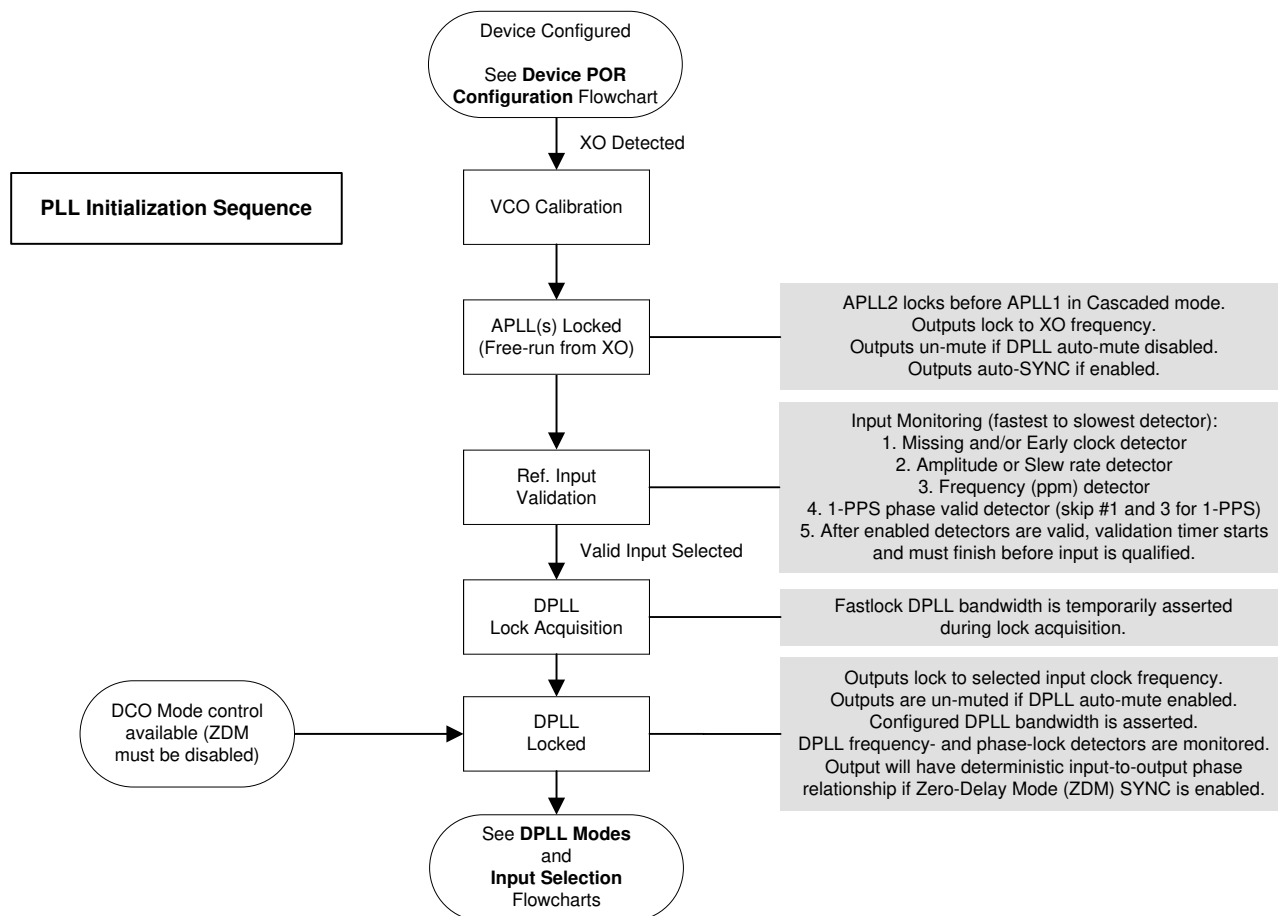 Device Configured
See Device POR
Configuration Flowchart
XO Detected
PLL Initialization Sequence
VCO Calibration
APLL(s) Locked
(Free-run from XO)
APLL2 locks before APLL1 in Cascaded mode.
Outputs lock to XO frequency.
Outputs un-mute if DPLL auto-mute disabled.
Outputs auto-SYNC if enabled.
Ref. Input
Validation
Input Monitoring (fastest to slowest detector):
1. Missing and/or Early clock detector
2. Amplitude or Slew rate detector
3. Frequency (ppm) detector
4. 1-PPS phase valid detector (skip #1 and 3 for 1-PPS)
5. After enabled detectors are valid, validation timer starts
and must finish before input is qualified.
Valid Input Selected
DPLL
Lock Acquisition
Fastlock DPLL bandwidth is temporarily asserted
during lock acquisition.
DCO Mode control
available (ZDM
must be disabled)
DPLL
Locked
Outputs lock to selected input clock frequency.
Outputs are un-muted if DPLL auto-mute enabled.
Configured DPLL bandwidth is asserted.
DPLL frequency- and phase-lock detectors are monitored.
Output will have deterministic input-to-output phase
relationship if Zero-Delay Mode (ZDM) SYNC is enabled.
See DPLL Modes
and
Input Selection
Flowcharts